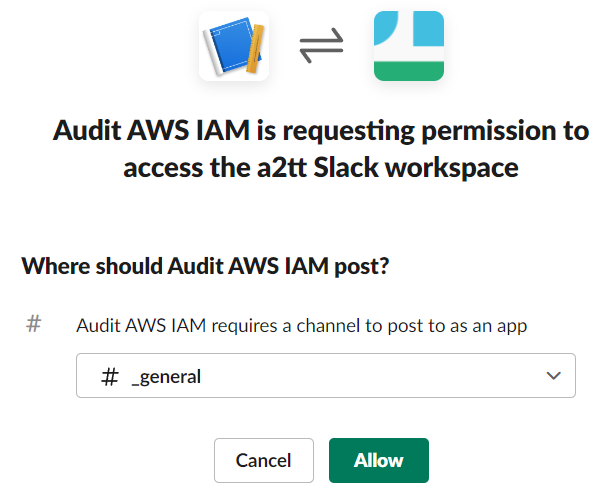 Audit AWS IAM is requesting permission to
access the a2tt Slack workspace
Where should Audit AWS IAM post?
# Audit AWS IAM requires a channel to post to as an app
# _general
Cancel Allow